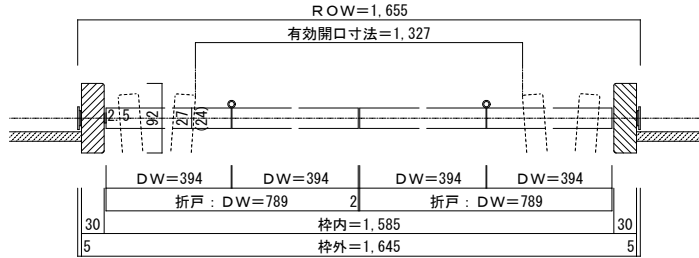 ROW=1,655
有効開口寸法=1,327
2.5
92
27
(24)
DW=394 DW=394 DW=394 DW=394
折戸：DW=789 2 折戸：DW=789
30 枠内=1,585 30
5 枠外=1,645 5